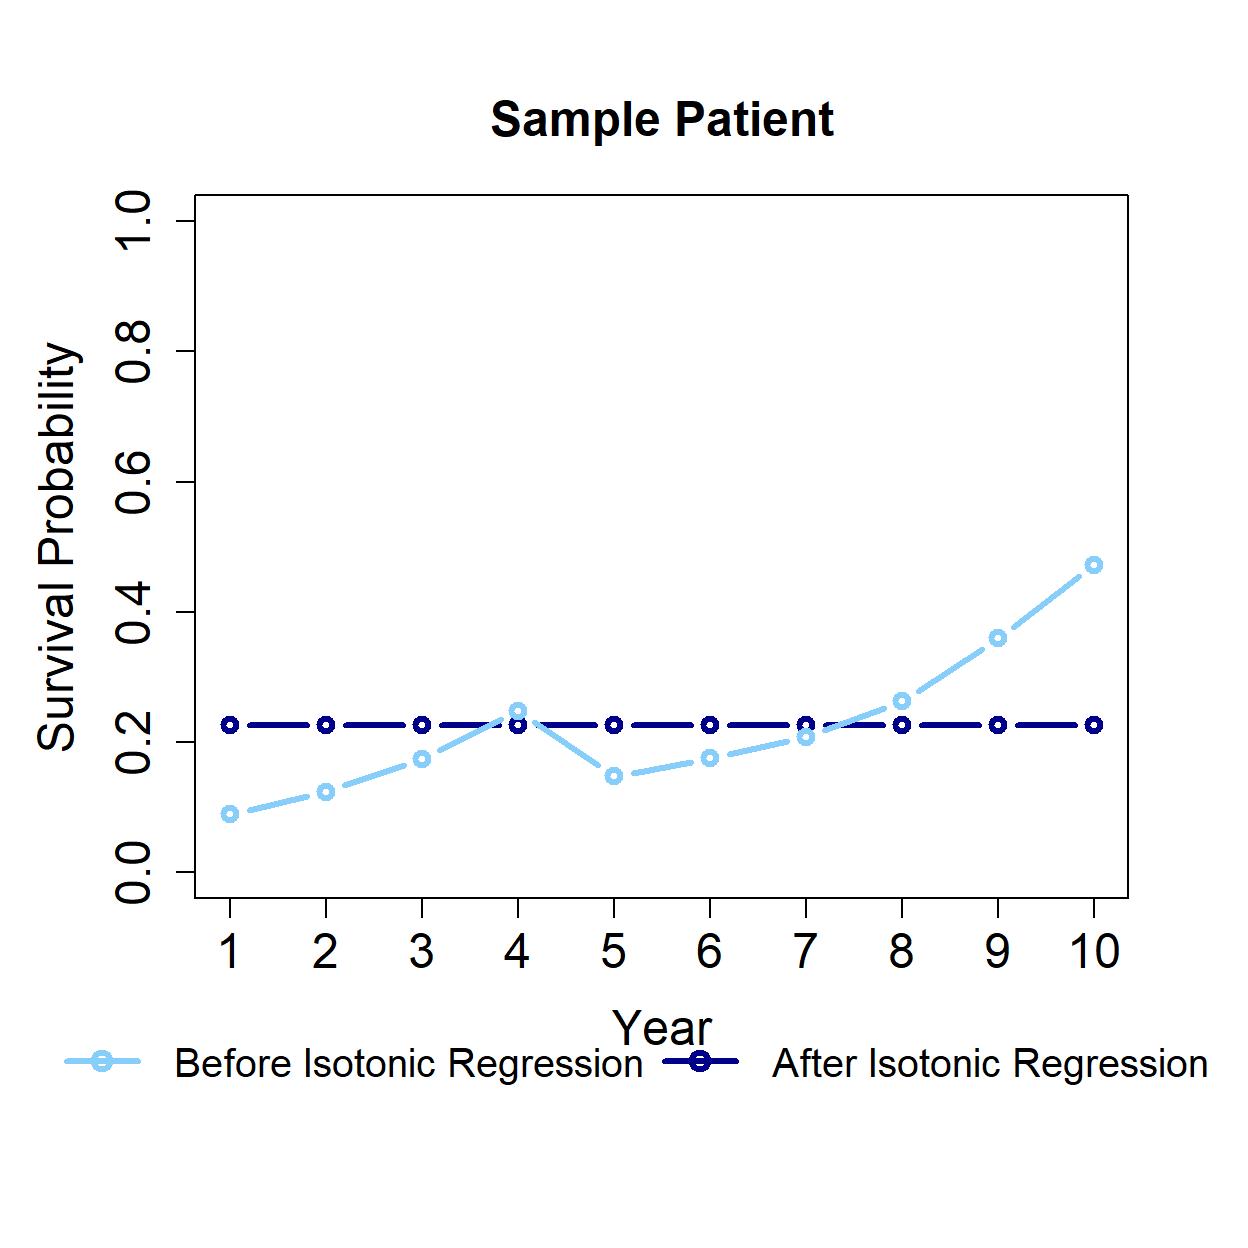 Sample Patient
Survival Probability
1.0
0.8
0.6
0.4
0.2
0.0
1 2 3 4 5 6 7 8 9 10
Year
Before Isotonic Regression After Isotonic Regression